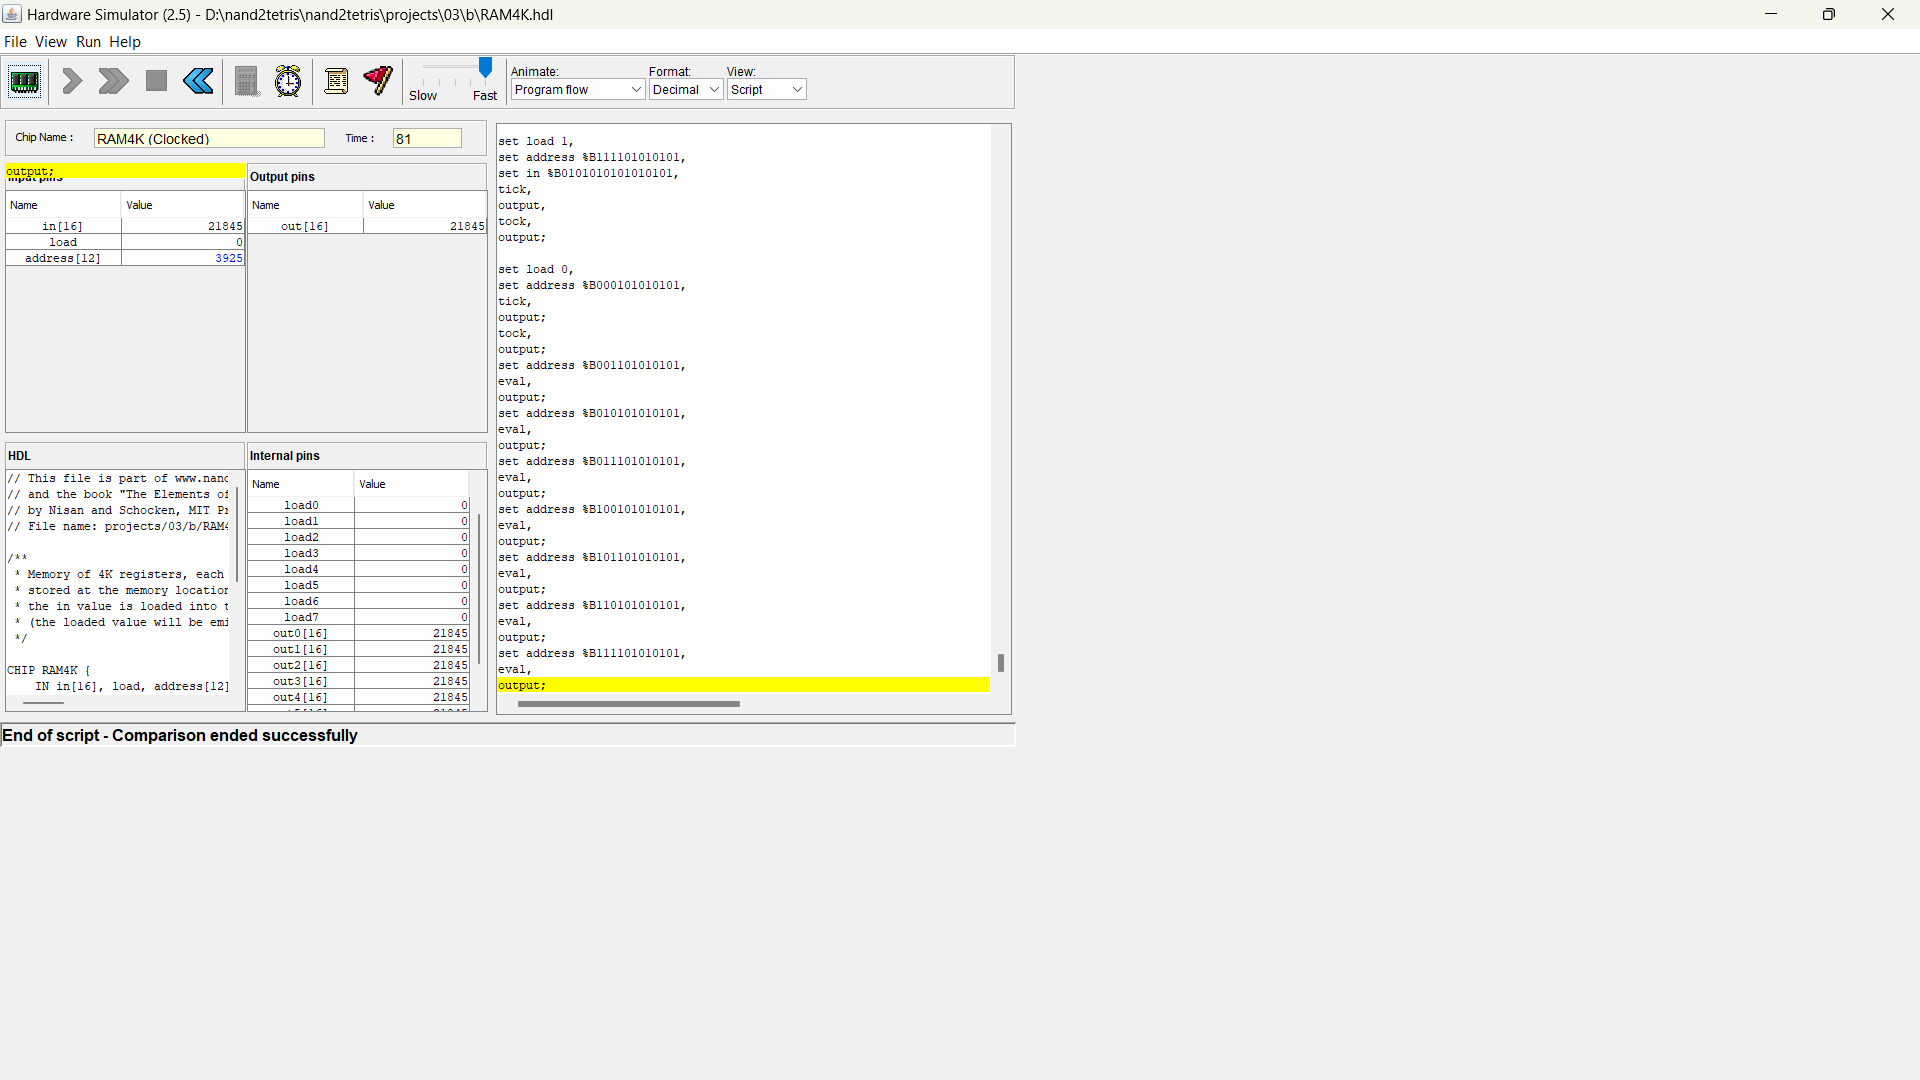 Hardware Simulator (2.5) - D:\nand2tetris\nand2tetris\projects\03\b\RAM4K.hdl
File View Run Help
Slow Fast
Animate: Format: View:
Program flow Decimal Script
Chip Name : RAM4K (Clocked) Time : 81
output;
Input pins
Name Value
in[16] 21845
load 0
address[12] 3925
Output pins
Name Value
out[16] 21845
HDL
// This file is part of www.nand
// and the book "The Elements of
// by Nisan and Schocken, MIT Pr
// File name: projects/03/b/RAM4
/**
* Memory of 4K registers, each
* stored at the memory location
* the in value is loaded into t
* (the loaded value will be emi
*/
CHIP RAM4K {
IN in[16], load, address[12]
Internal pins
Name Value
load0 0
load1 0
load2 0
load3 0
load4 0
load5 0
load6 0
load7 0
out0[16] 21845
out1[16] 21845
out2[16] 21845
out3[16] 21845
out4[16] 21845
set load 1,
set address %B111101010101,
set in %B0101010101010101,
tick,
output,
tock,
output;
set load 0,
set address %B000101010101,
tick,
output;
tock,
output;
set address %B001101010101,
eval,
output;
set address %B010101010101,
eval,
output;
set address %B011101010101,
eval,
output;
set address %B100101010101,
eval,
output;
set address %B101101010101,
eval,
output;
set address %B110101010101,
eval,
output;
set address %B111101010101,
eval,
output;
End of script - Comparison ended successfully